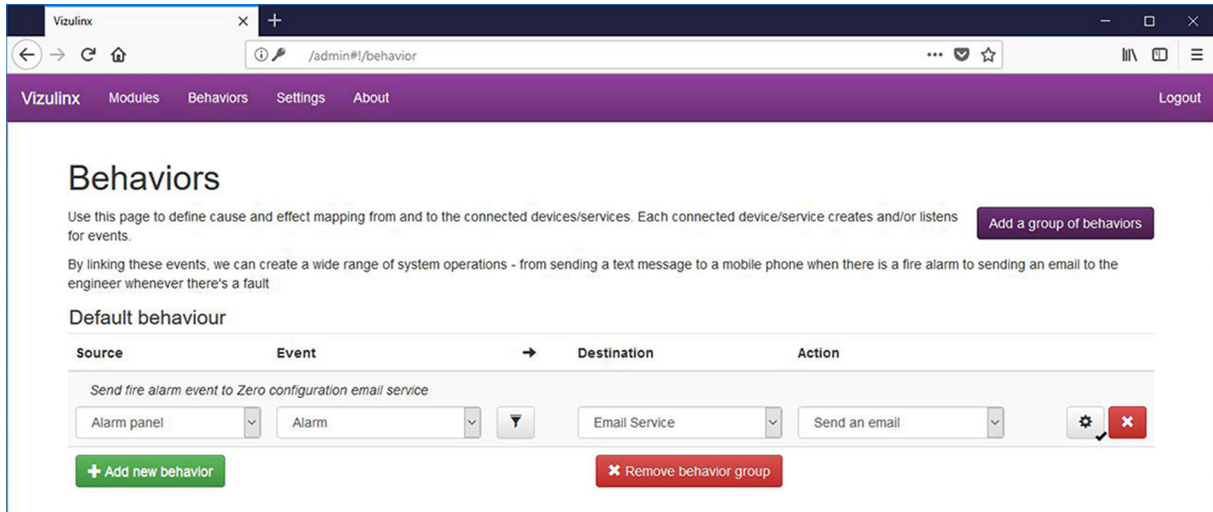 Vizulinx
/admin#!/behavior
Vizulinx Modules Behaviors Settings About Logout
Behaviors
Use this page to define cause and effect mapping from and to the connected devices/services. Each connected device/service creates and/or listens
for events.
Add a group of behaviors
By linking these events, we can create a wide range of system operations - from sending a text message to a mobile phone when there is a fire alarm to sending an email to the
engineer whenever there's a fault
Default behaviour
Source Event → Destination Action
Send fire alarm event to Zero configuration email service
Alarm panel Alarm Email Service Send an email
Add new behavior Remove behavior group